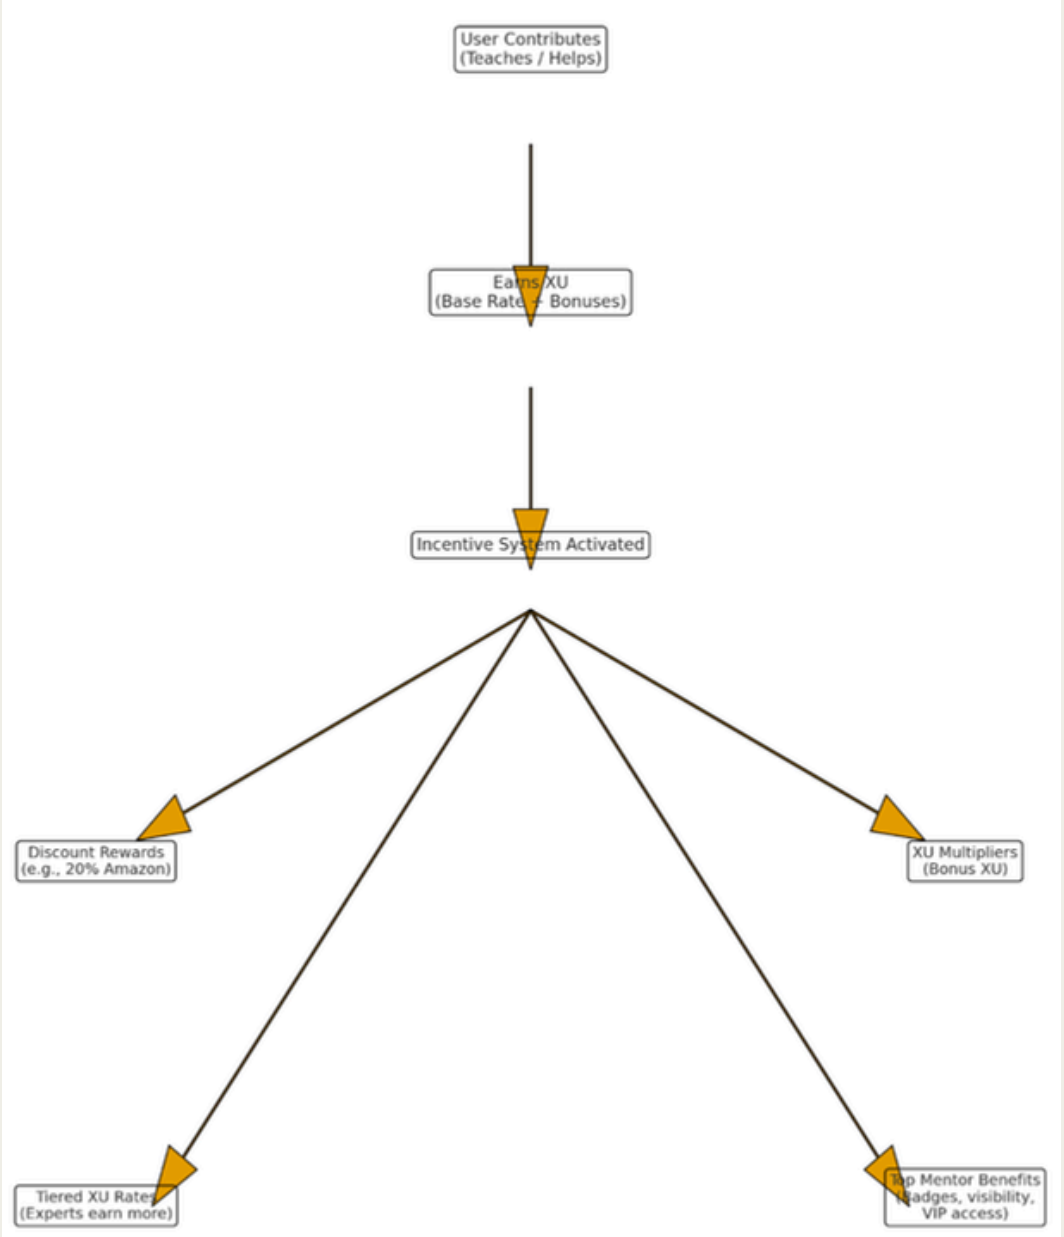 User Contributes
(Teaches / Helps)
Earns XU
(Base Rate + Bonuses)
Incentive System Activated
Discount Rewards
(e.g., 20% Amazon)
XU Multipliers
(Bonus XU)
Tiered XU Rates
(Experts earn more)
Top Mentor Benefits
(Badges, visibility,
VIP access)